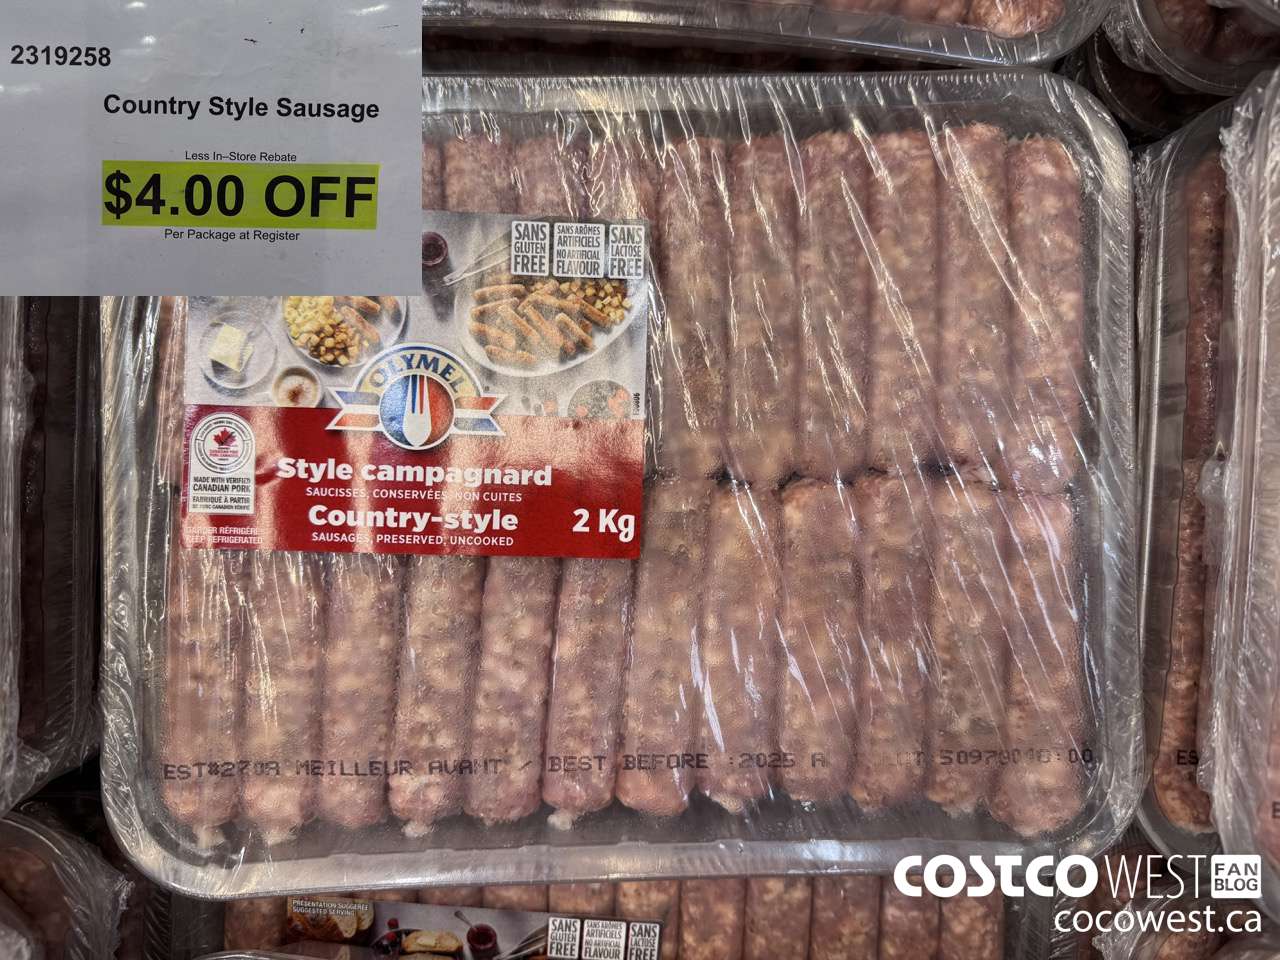 2319258
Country Style Sausage
Less In-Store Rebate
$4.00 OFF
Per Package at Register
SANS
GLUTEN
FREE
SANS ARÔMES
ARTIFICIELS
NO ARTIFICIAL
FLAVOUR
SANS
LACTOSE
FREE
OLYMEL
MADE WITH VERIFIED
CANADIAN PORK
FABRIQUÉ À PARTIR
DE PORC CANADIEN VÉRIFIÉ
Style campagnard
SAUCISSES, CONSERVÉES, NON CUITES
Country-style
2 Kg
SAUSAGES, PRESERVED, UNCOOKED
GARDER RÉFRIGÉRÉ
KEEP REFRIGERATED
EST#270A MEILLEUR AVANT / BEST BEFORE :2025 A
ES
PRÉSENTATION SUGGÉRÉE
SUGGESTED SERVING
SANS
GLUTEN
FREE
SANS ARÔMES
ARTIFICIELS
NO ARTIFICIAL
FLAVOUR
SANS
LACTOSE
FREE
COSTCO WEST FAN BLOG
cocowest.ca